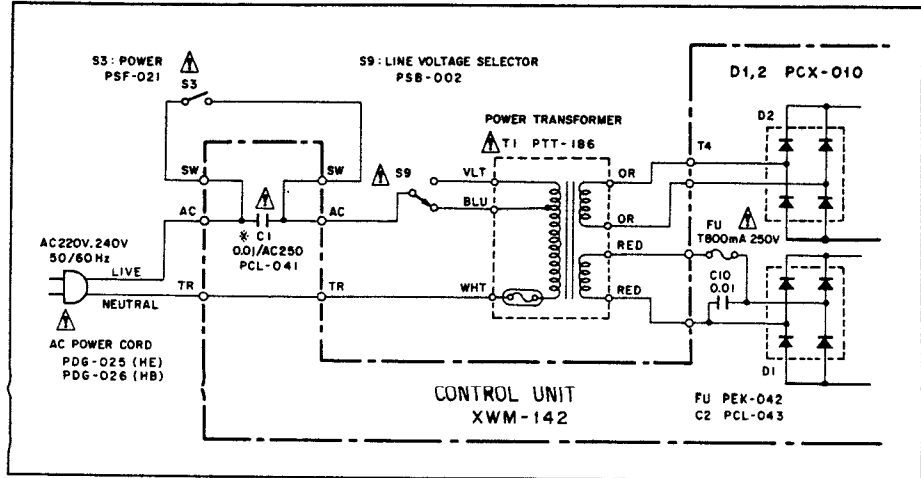 S3: POWER
PSF-021
S3
S9: LINE VOLTAGE SELECTOR
PSB-002
D1,2 PCX-010
D2
POWER TRANSFORMER
T1 PTT-186
T4
SW
SW
S9
VLT
OR
BLU
AC
AC
※ C1
0.01/AC250
PCL-041
OR
FU
T800mA 250V
RED
C10
0.01
AC220V.240V
50/60Hz
LIVE
NEUTRAL
TR
TR
WHT
RED
AC POWER CORD
PDG-025 (HE)
PDG-026 (HB)
D1
CONTROL UNIT
XWM-142
FU PEK-042
C2 PCL-043